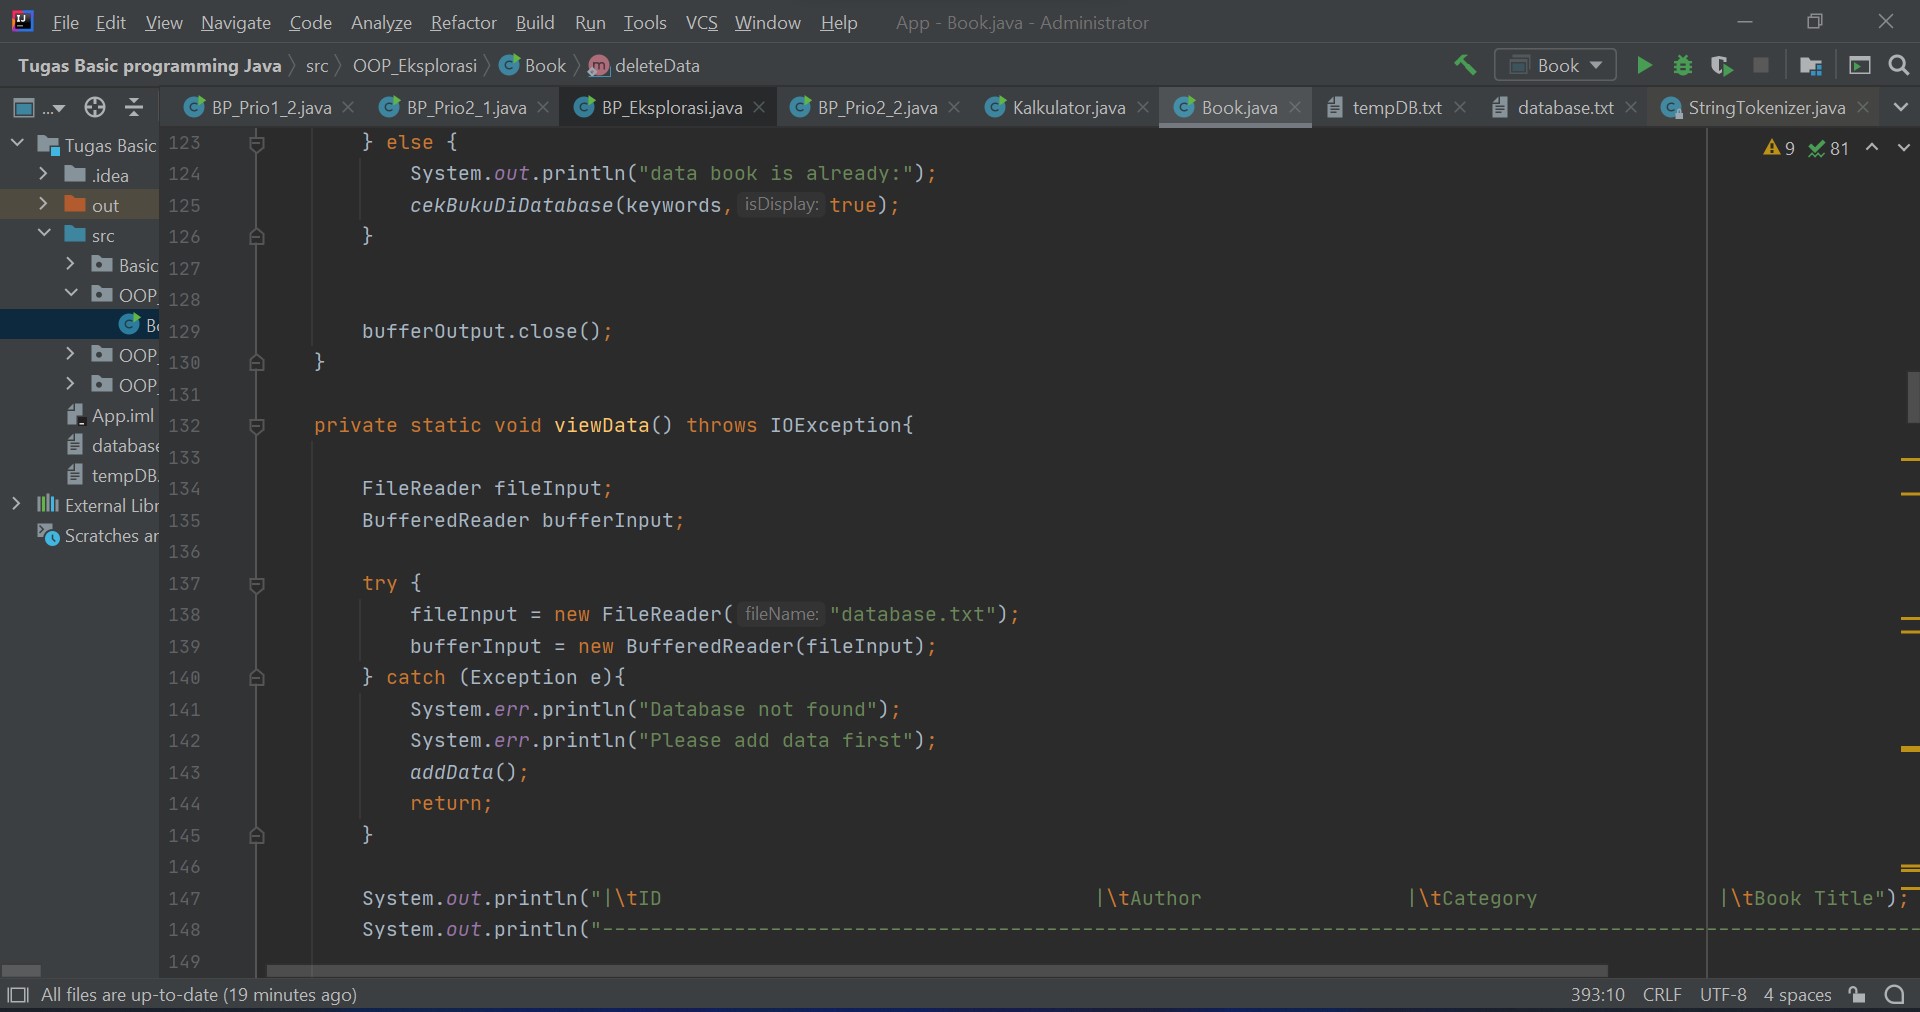 File Edit View Navigate Code Analyze Refactor Build Run Tools VCS Window Help App - Book.java - Administrator
Tugas Basic programming Java src OOP_Eksplorasi Book deleteData Book
... BP_Prio1_2.java BP_Prio2_1.java BP_Eksplorasi.java BP_Prio2_2.java Kalkulator.java Book.java tempDB.txt database.txt StringTokenizer.java
Tugas Basic
.idea
out
src
Basic
OOP_
Bo
OOP_
OOP_
App.iml
database
tempDB.
External Libr
Scratches an
9 81
123 } else {
124 System.out.println("data book is already:");
125 cekBukuDiDatabase(keywords, isDisplay: true);
126 }
127
128
129 bufferOutput.close();
130 }
131
132 private static void viewData() throws IOException{
133
134 FileReader fileInput;
135 BufferedReader bufferInput;
136
137 try {
138 fileInput = new FileReader( fileName: "database.txt");
139 bufferInput = new BufferedReader(fileInput);
140 } catch (Exception e){
141 System.err.println("Database not found");
142 System.err.println("Please add data first");
143 addData();
144 return;
145 }
146
147 System.out.println("|\tID |\tAuthor |\tCategory |\tBook Title");
148 System.out.println("--------------------------------------------------------------------------------------------------------------
149
All files are up-to-date (19 minutes ago) 393:10 CRLF UTF-8 4 spaces